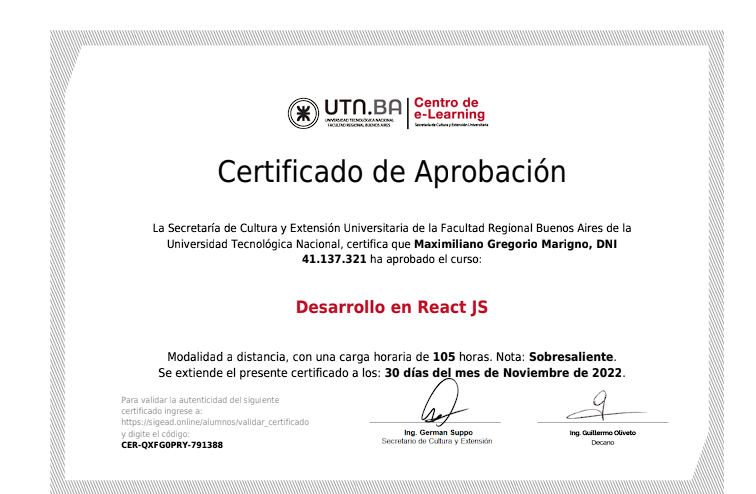 UTN.BA
UNIVERSIDAD TECNOLÓGICA NACIONAL
FACULTAD REGIONAL BUENOS AIRES
Centro de
e-Learning
Secretaría de Cultura y Extensión Universitaria
Certificado de Aprobación
La Secretaría de Cultura y Extensión Universitaria de la Facultad Regional Buenos Aires de la
Universidad Tecnológica Nacional, certifica que Maximiliano Gregorio Marigno, DNI
41.137.321 ha aprobado el curso:
Desarrollo en React JS
Modalidad a distancia, con una carga horaria de 105 horas. Nota: Sobresaliente.
Se extiende el presente certificado a los: 30 días del mes de Noviembre de 2022.
Para validar la autenticidad del siguiente
certificado ingrese a:
https://sigead.online/alumnos/validar_certificado
y digite el código:
CER-QXFG0PRY-791388
Ing. German Suppo
Secretario de Cultura y Extensión
Ing. Guillermo Oliveto
Decano